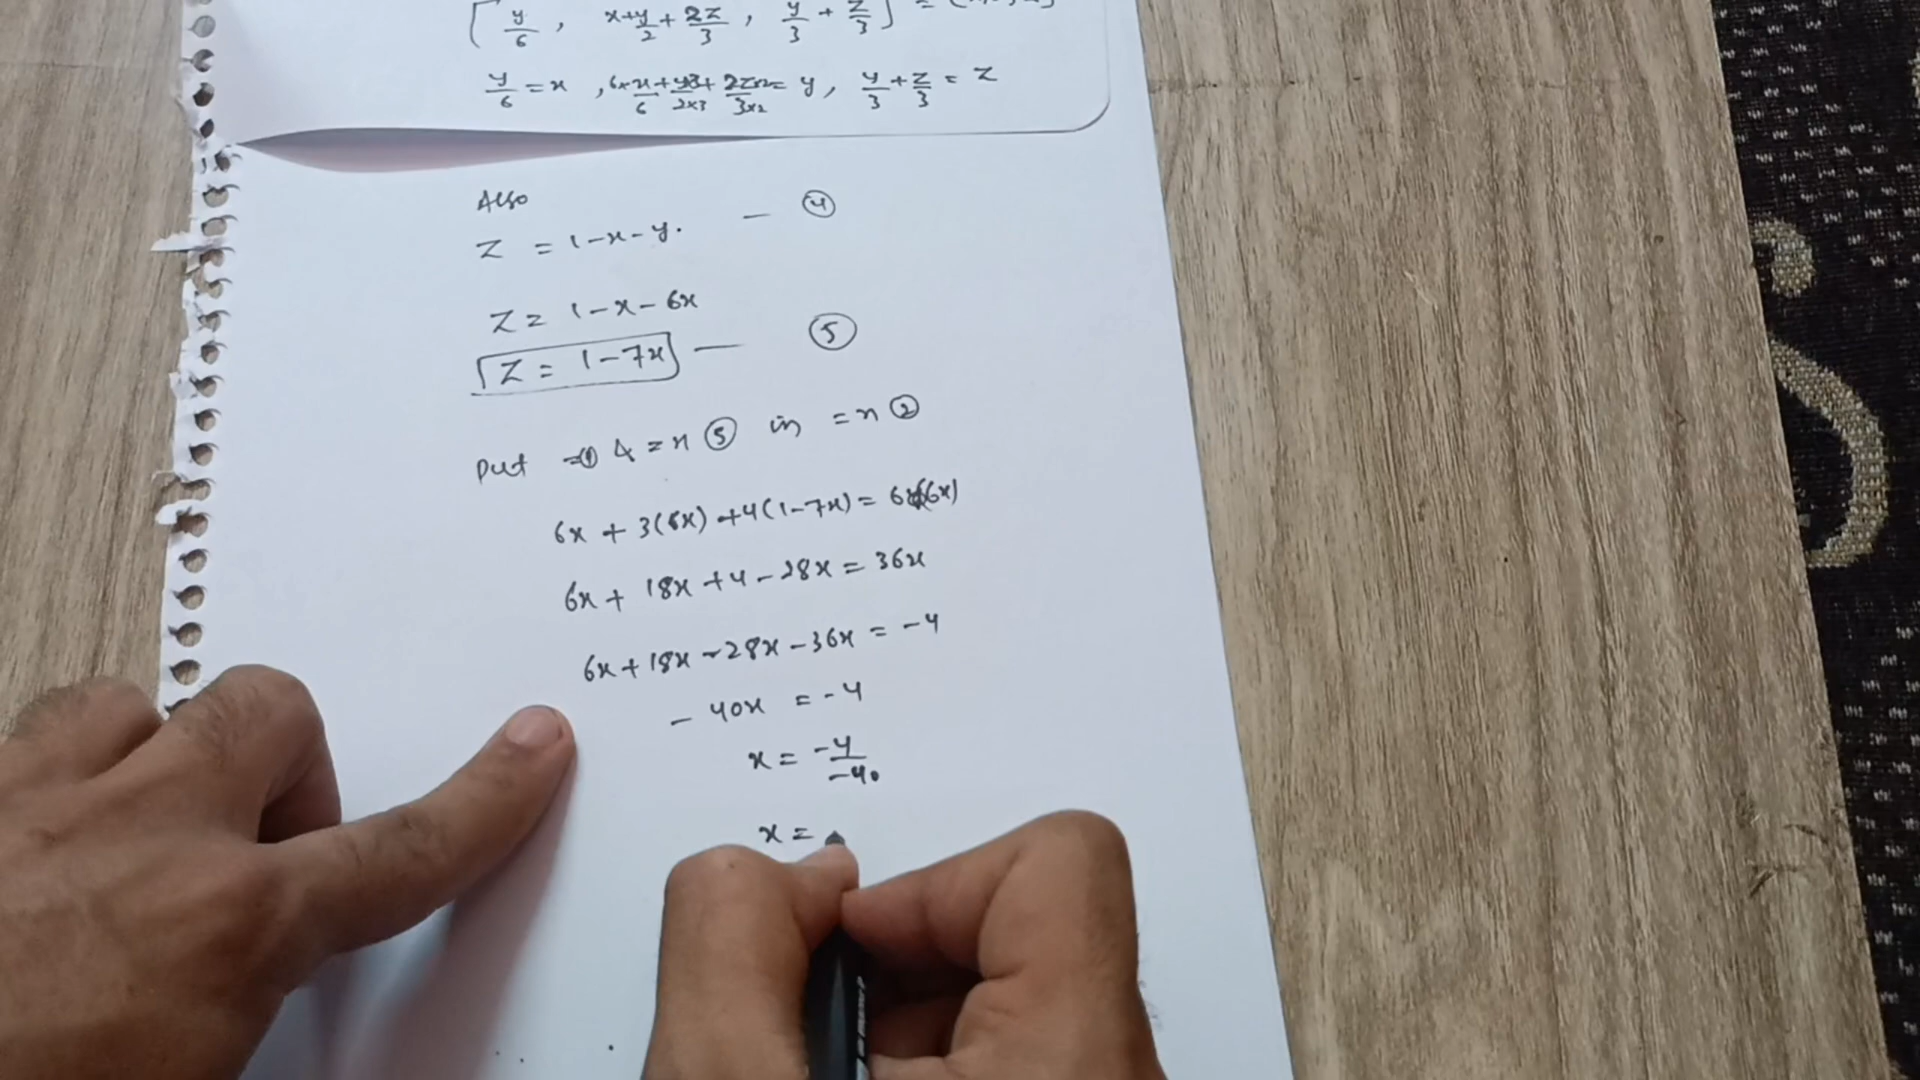 [ y/6 , x+y/2 + 2z/3 , y/3 + z/3 ] =
y/6 = x , 6×x/6 + y3/2×3 + 2z×2/3×2 = y , y/3 + z/3 = z
Also
z = 1-x-y. — ④
z = 1-x-6x
z = 1-7x — ⑤
Put =① & =n ⑤ in =n ②
6x + 3(6x) + 4(1-7x) = 6(6x)
6x + 18x + 4 - 28x = 36x
6x + 18x - 28x - 36x = -4
- 40x = -4
x = -4/-40
x =